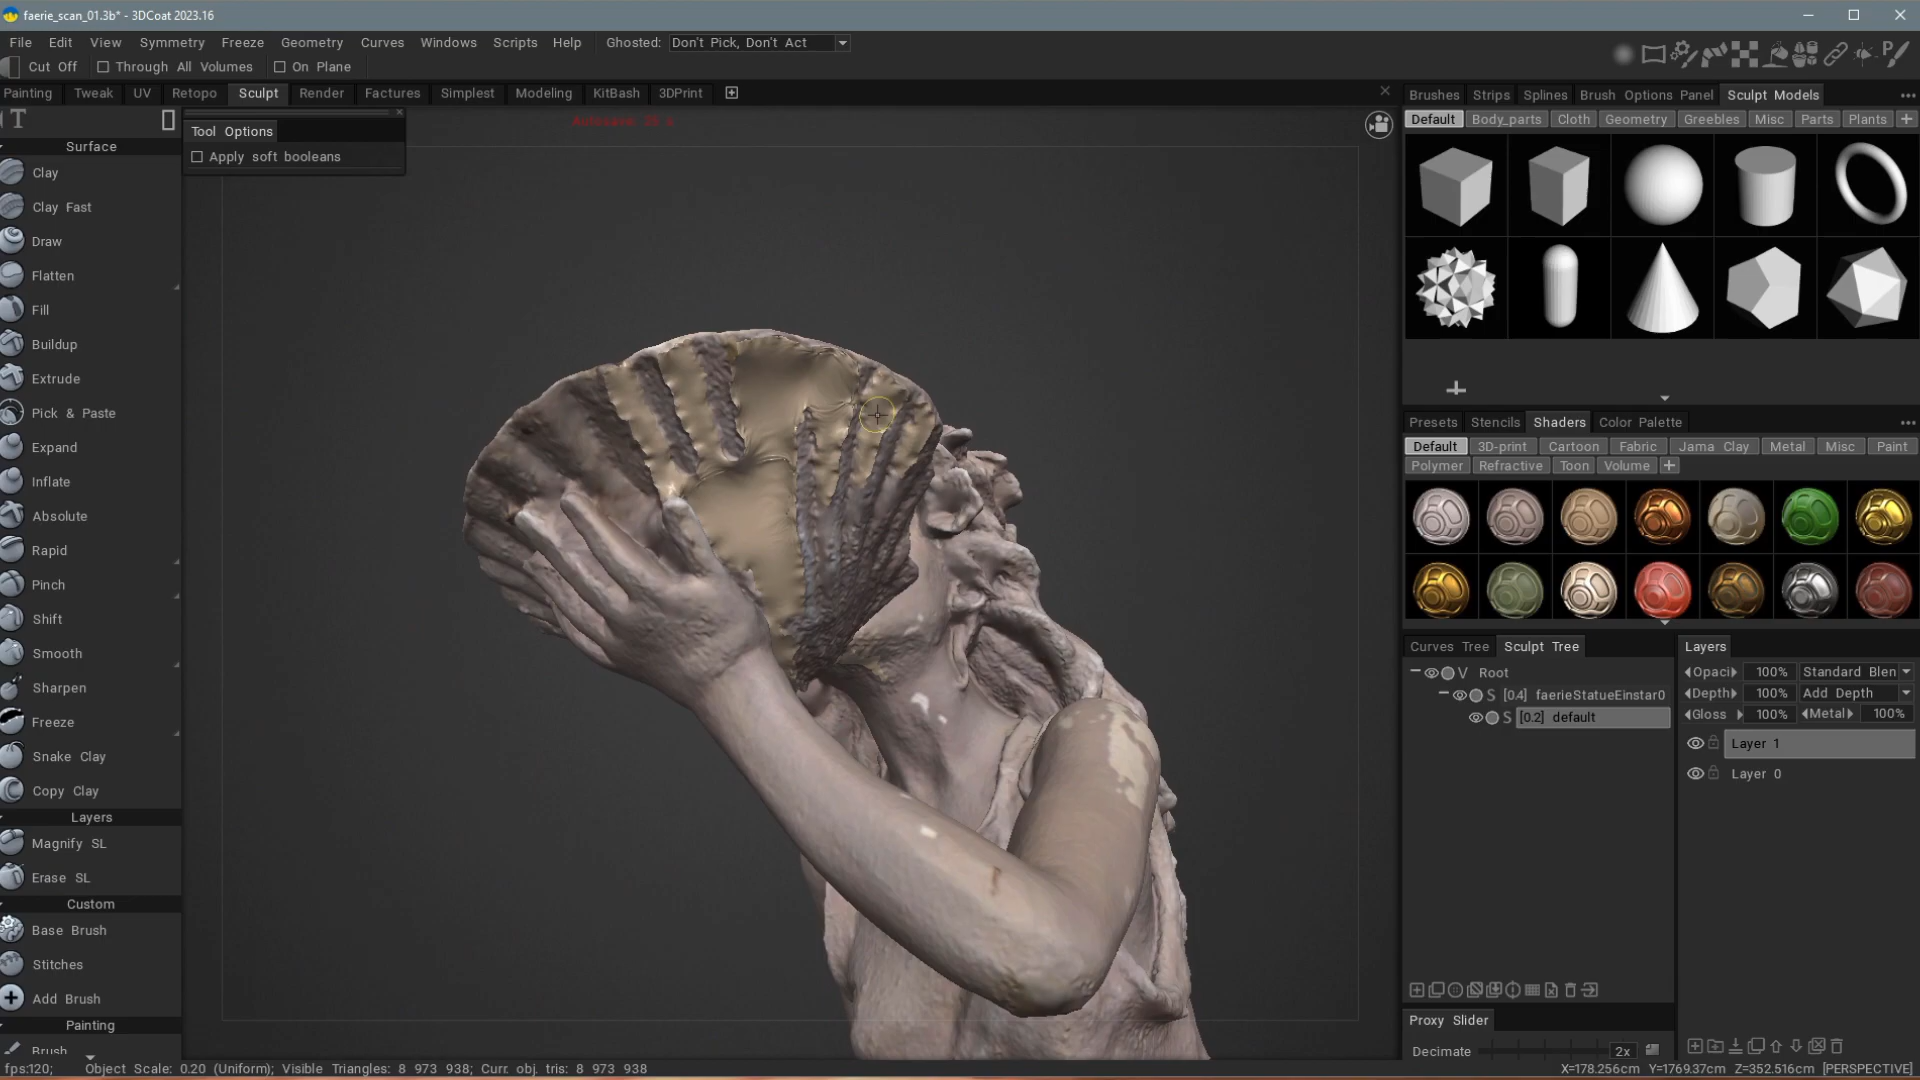 faerie_scan_01.3b* - 3DCoat 2023.16
File Edit View Symmetry Freeze Geometry Curves Windows Scripts Help Ghosted: Don't Pick, Don't Act
Cut Off Through All Volumes On Plane
Painting Tweak UV Retopo Sculpt Render Factures Simplest Modeling KitBash 3DPrint
Autosave: 25 s
Tool Options
Apply soft booleans
T
Surface
Clay
Clay Fast
Draw
Flatten
Fill
Buildup
Extrude
Pick & Paste
Expand
Inflate
Absolute
Rapid
Pinch
Shift
Smooth
Sharpen
Freeze
Snake Clay
Copy Clay
Layers
Magnify SL
Erase SL
Custom
Base Brush
Stitches
Add Brush
Painting
Brush
Brushes Strips Splines Brush Options Panel Sculpt Models
Default Body_parts Cloth Geometry Greebles Misc Parts Plants
Presets Stencils Shaders Color Palette
Default 3D-print Cartoon Fabric Jama Clay Metal Misc Paint
Polymer Refractive Toon Volume
Curves Tree Sculpt Tree
V Root
S [0.4] faerieStatueEinstar0
S [0.2] default
Layers
Opaci 100% Standard Blen
Depth 100% Add Depth
Gloss 100% Metal 100%
Layer 1
Layer 0
Proxy Slider
Decimate 2x
fps:120; Object Scale: 0.20 (Uniform); Visible Triangles: 8 973 938; Curr. obj. tris: 8 973 938
X=178.256cm Y=1769.37cm Z=352.516cm [PERSPECTIVE]